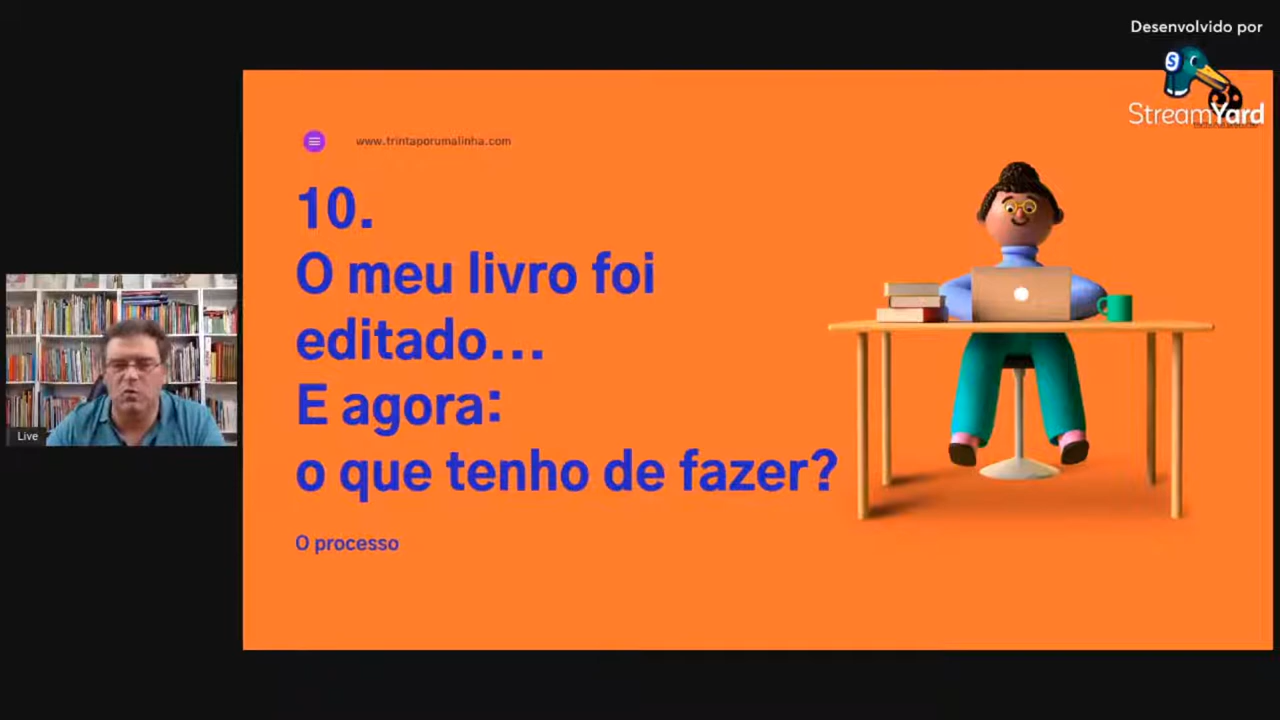 Desenvolvido por
StreamYard
www.trintaporumalinha.com
10.
O meu livro foi
editado...
E agora:
o que tenho de fazer?
O processo
Live